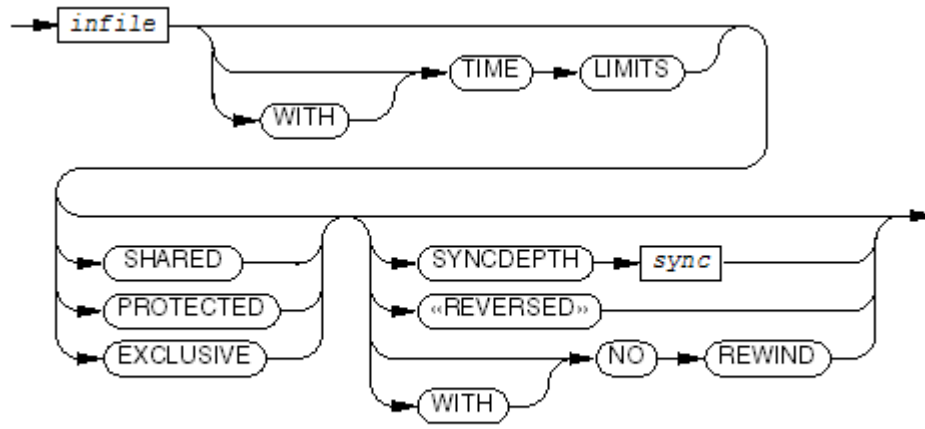 infile
TIME LIMITS
WITH
SHARED SYNCDEPTH sync
PROTECTED «REVERSED»
EXCLUSIVE NO REWIND
WITH